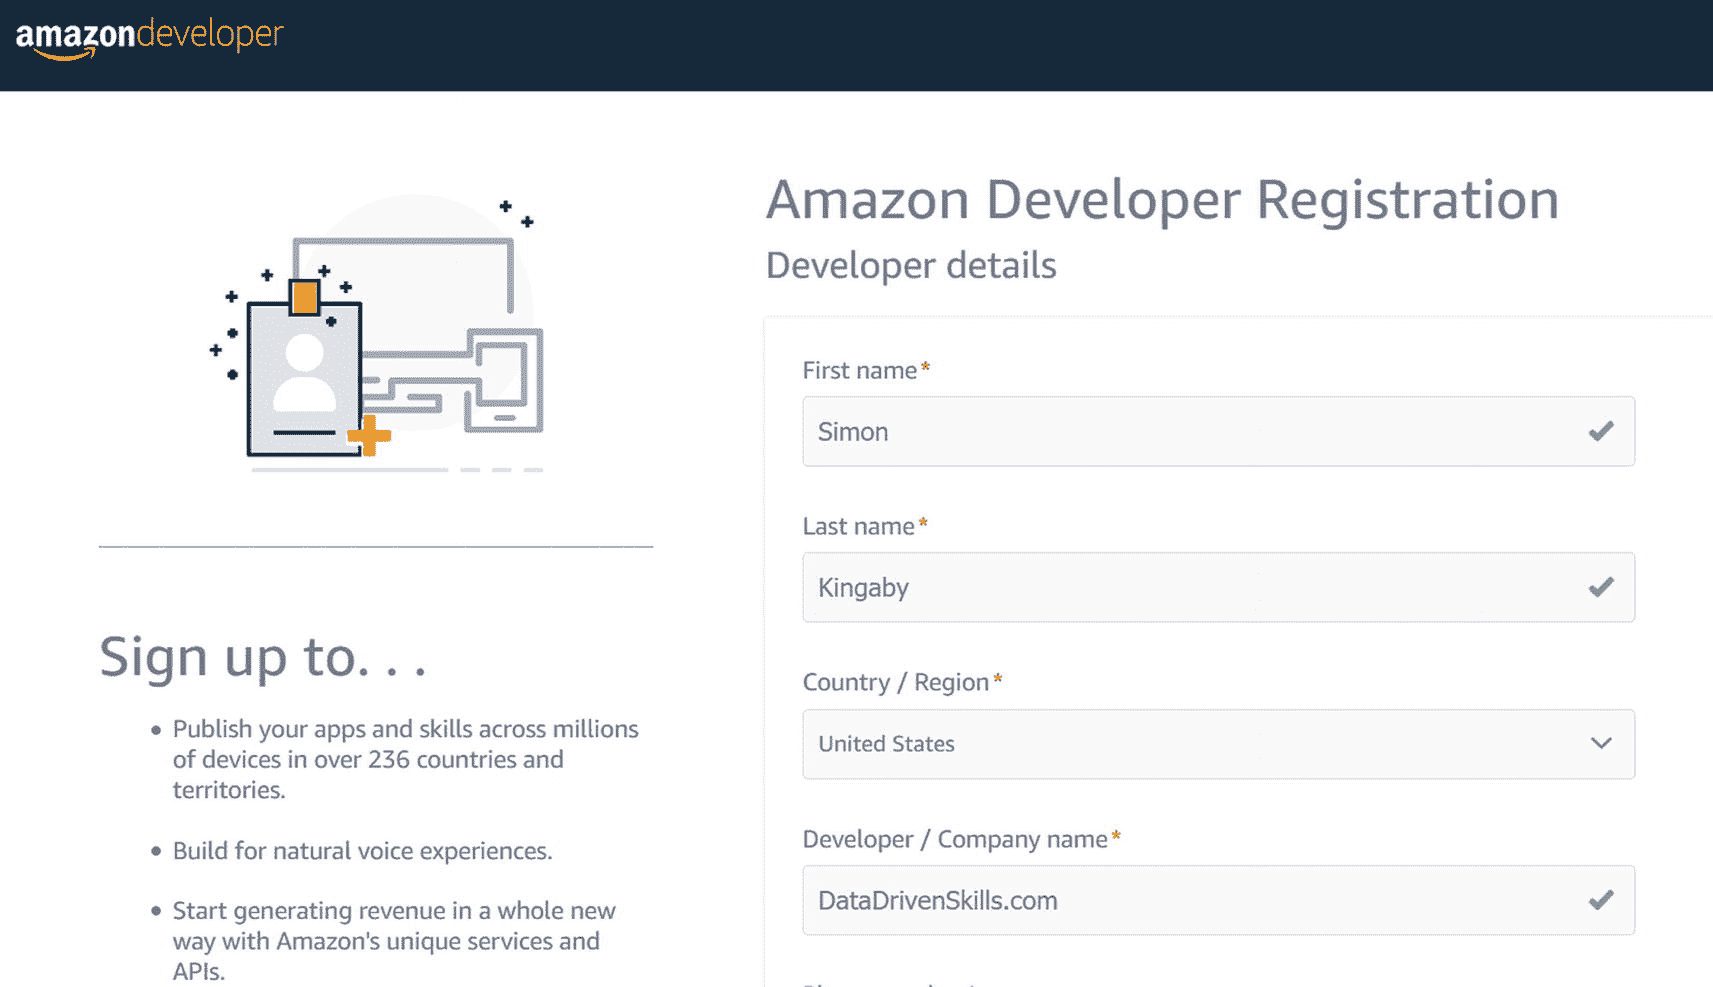 amazondeveloper
Amazon Developer Registration
Developer details
First name*
Simon
Last name*
Kingaby
Country / Region*
United States
Developer / Company name*
DataDrivenSkills.com
Sign up to. . .
• Publish your apps and skills across millions
of devices in over 236 countries and
territories.
• Build for natural voice experiences.
• Start generating revenue in a whole new
way with Amazon's unique services and
APIs.